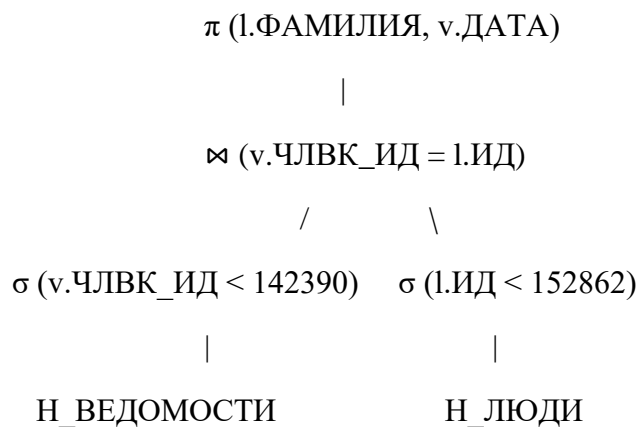 π (l.ФАМИЛИЯ, v.ДАТА)
|
⋈ (v.ЧЛВК_ИД = l.ИД)
/ \
σ (v.ЧЛВК_ИД < 142390) σ (l.ИД < 152862)
| |
Н_ВЕДОМОСТИ Н_ЛЮДИ